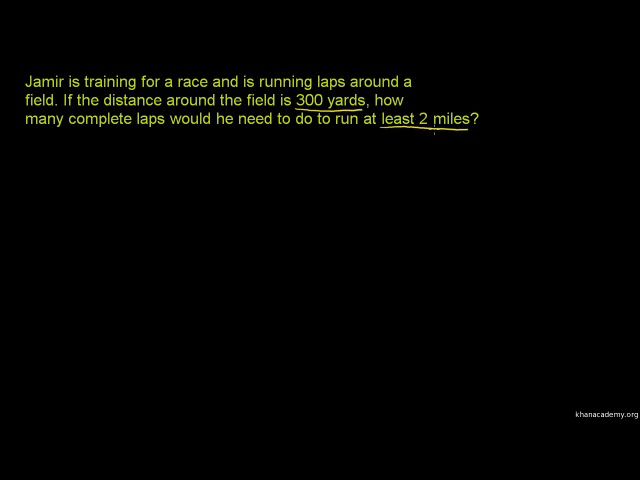 Jamir is training for a race and is running laps around a
field. If the distance around the field is 300 yards, how
many complete laps would he need to do to run at least 2 miles?
khanacademy.org